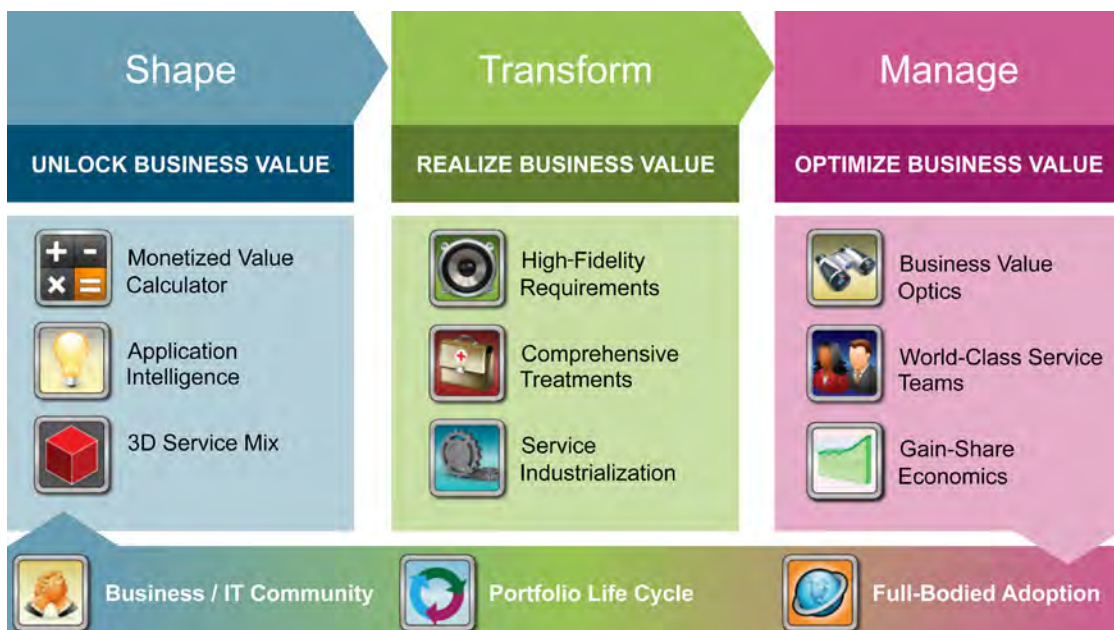 Shape
Transform
Manage
UNLOCK BUSINESS VALUE
REALIZE BUSINESS VALUE
OPTIMIZE BUSINESS VALUE
Monetized Value
Calculator
Application
Intelligence
3D Service Mix
High-Fidelity
Requirements
Comprehensive
Treatments
Service
Industrialization
Business Value
Optics
World-Class Service
Teams
Gain-Share
Economics
Business / IT Community
Portfolio Life Cycle
Full-Bodied Adoption